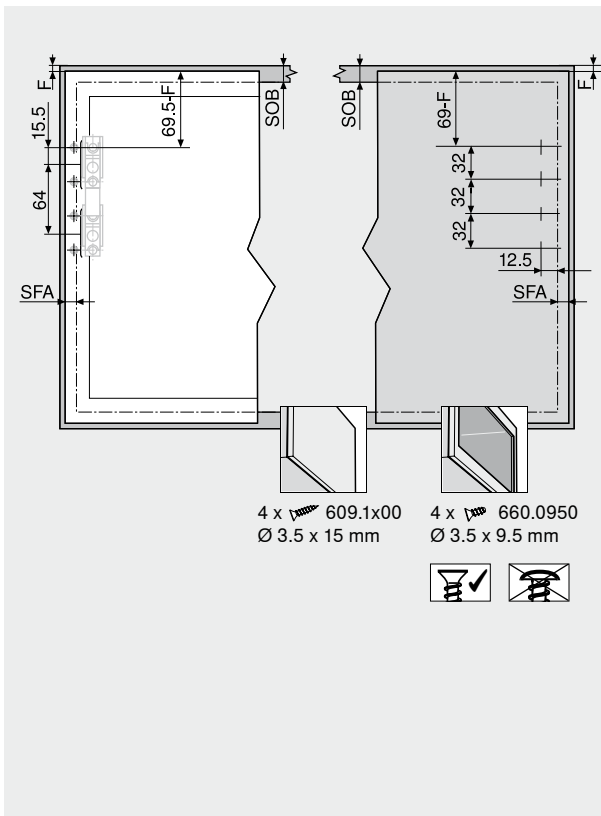 F
15.5
69.5-F
SOB
64
SFA
SOB
69-F
F
32
32
32
12.5
SFA
4 x 609.1x00
Ø 3.5 x 15 mm
4 x 660.0950
Ø 3.5 x 9.5 mm